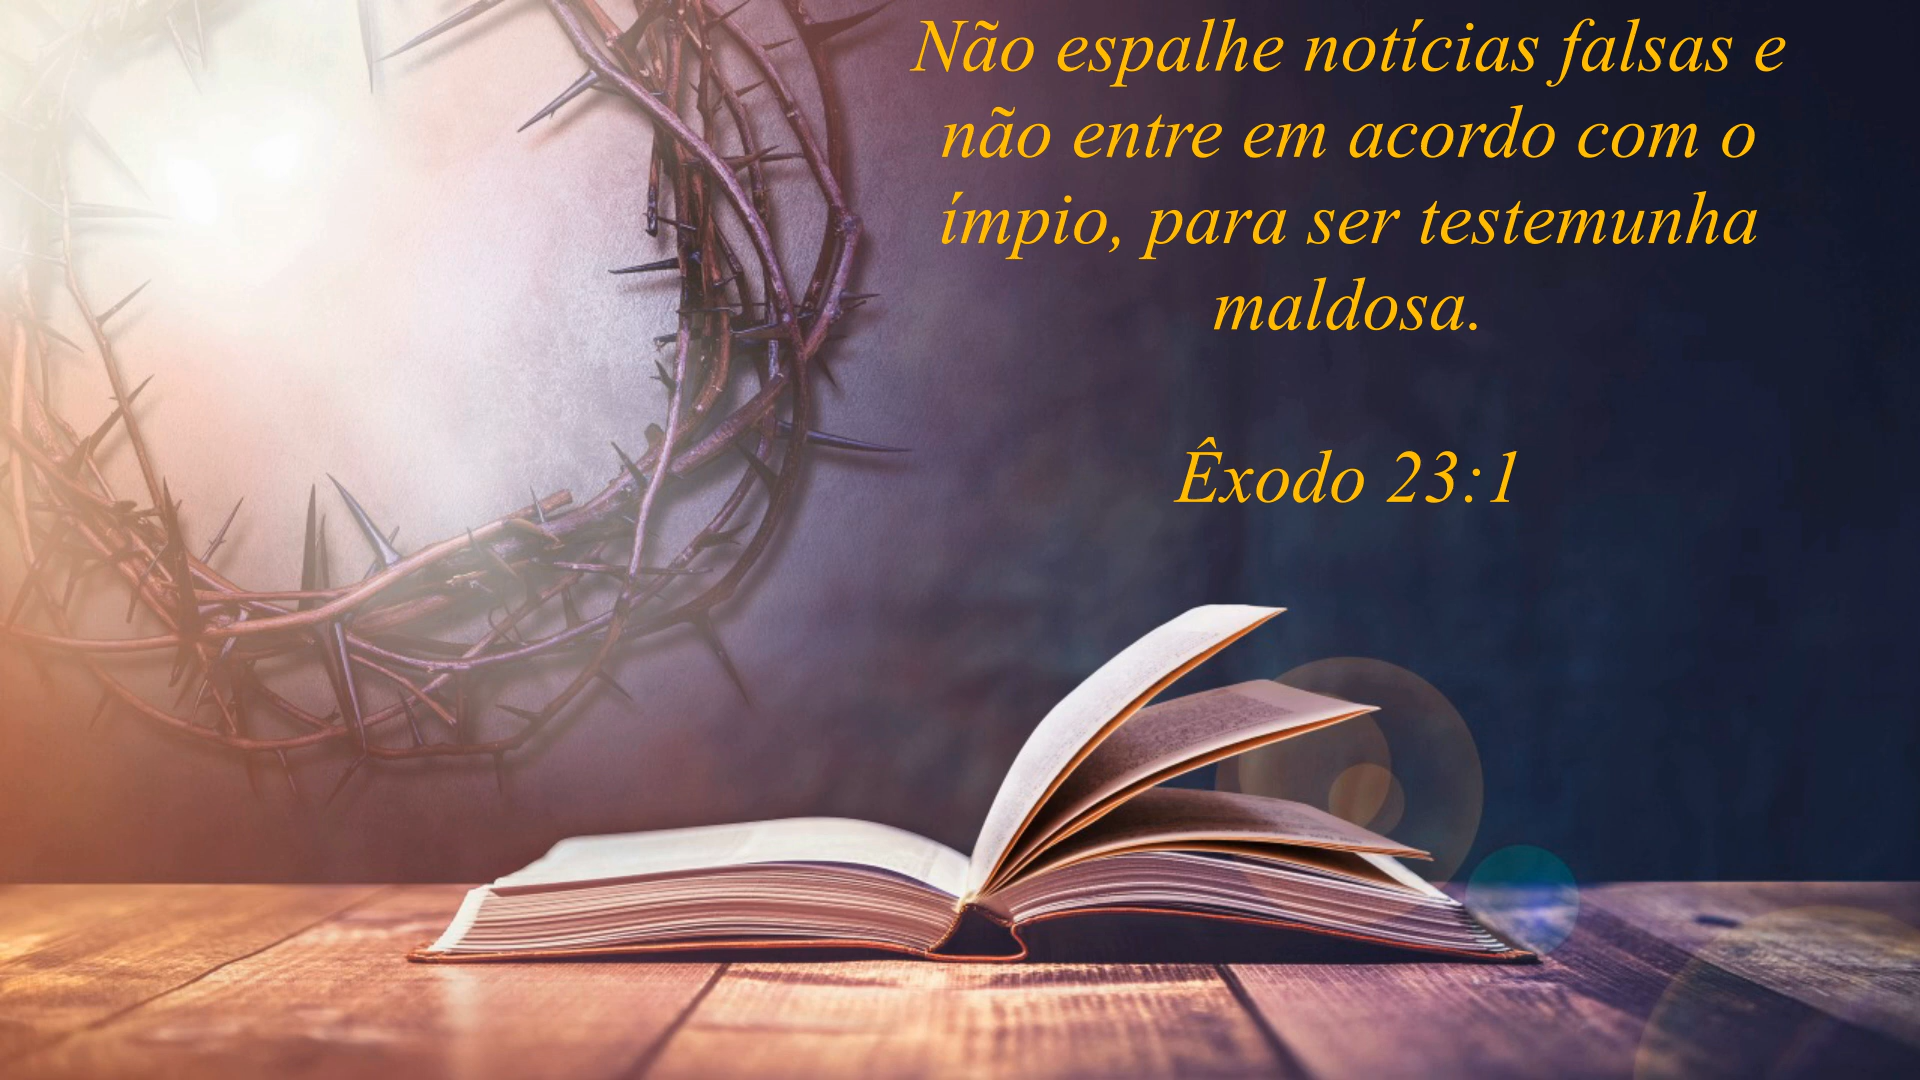 Não espalhe notícias falsas e
não entre em acordo com o
ímpio, para ser testemunha
maldosa.
Êxodo 23:1